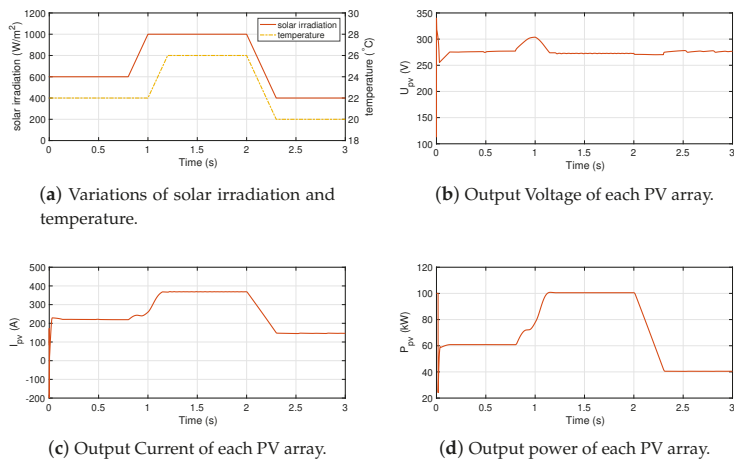 1200
1000
800
600
400
200
0
solar irradiation (W/m²)
30
28
26
24
22
20
18
temperature (°C)
solar irradiation
temperature
0 0.5 1 1.5 2 2.5 3
Time (s)
(a) Variations of solar irradiation and
temperature.
350
300
250
200
150
100
U_pv (V)
0 0.5 1 1.5 2 2.5 3
Time (s)
(b) Output Voltage of each PV array.
500
400
300
200
100
0
-100
-200
I_pv (A)
0 0.5 1 1.5 2 2.5 3
Time (s)
(c) Output Current of each PV array.
120
100
80
60
40
20
P_pv (kW)
0 0.5 1 1.5 2 2.5 3
Time (s)
(d) Output power of each PV array.